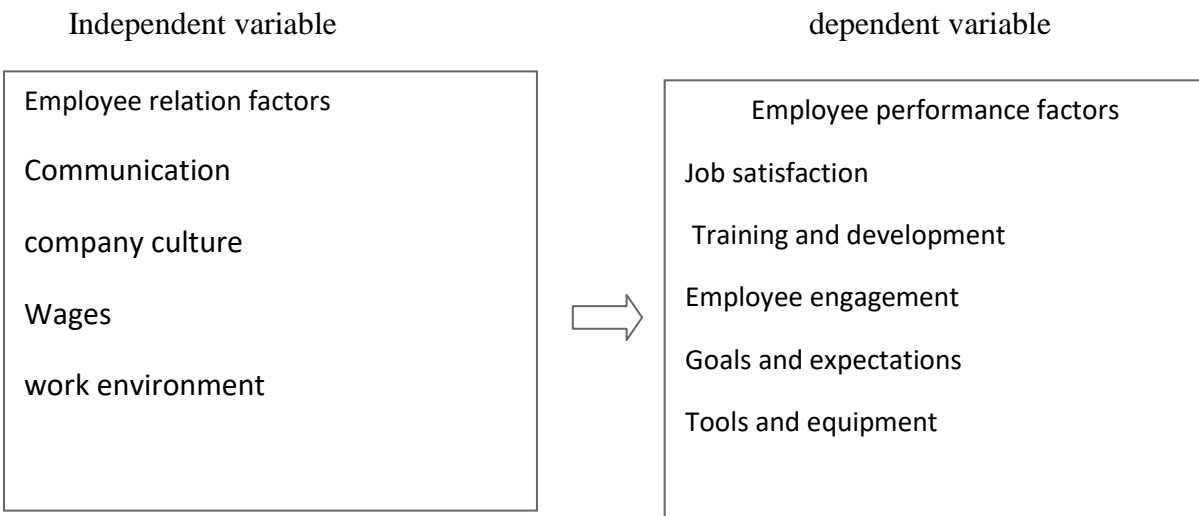 Independent variable
dependent variable
Employee relation factors
Communication
company culture
Wages
work environment
Employee performance factors
Job satisfaction
Training and development
Employee engagement
Goals and expectations
Tools and equipment